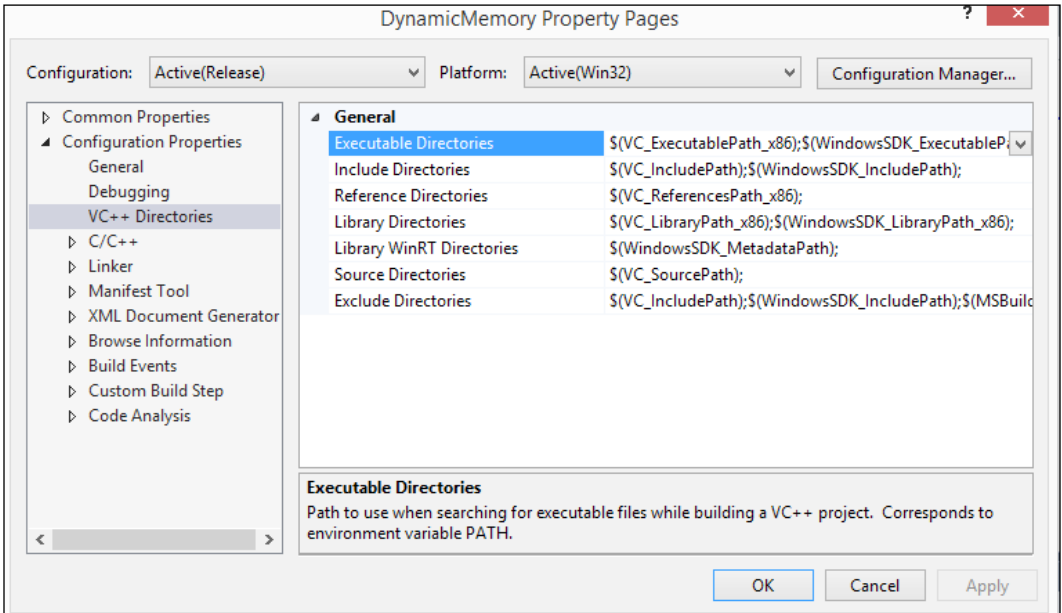 DynamicMemory Property Pages
?
Configuration: Active(Release) Platform: Active(Win32) Configuration Manager...
Common Properties
Configuration Properties
General
Debugging
VC++ Directories
C/C++
Linker
Manifest Tool
XML Document Generator
Browse Information
Build Events
Custom Build Step
Code Analysis
General
Executable Directories $(VC_ExecutablePath_x86);$(WindowsSDK_ExecutableP
Include Directories $(VC_IncludePath);$(WindowsSDK_IncludePath);
Reference Directories $(VC_ReferencesPath_x86);
Library Directories $(VC_LibraryPath_x86);$(WindowsSDK_LibraryPath_x86);
Library WinRT Directories $(WindowsSDK_MetadataPath);
Source Directories $(VC_SourcePath);
Exclude Directories $(VC_IncludePath);$(WindowsSDK_IncludePath);$(MSBuild
Executable Directories
Path to use when searching for executable files while building a VC++ project. Corresponds to
environment variable PATH.
OK Cancel Apply